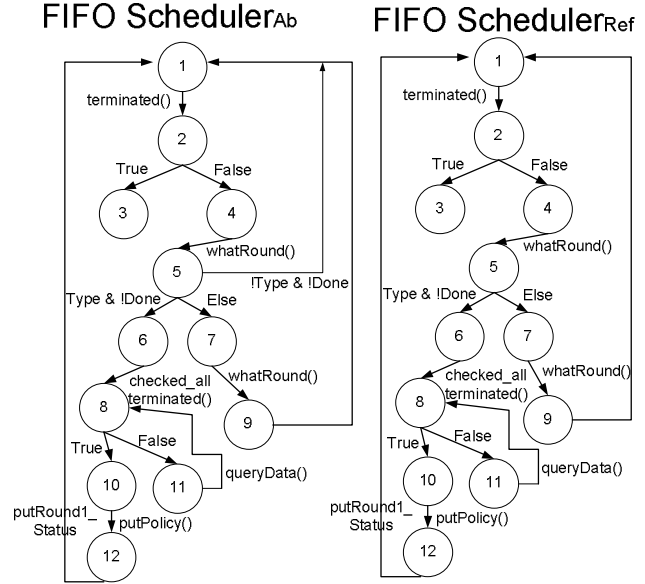 FIFO SchedulerAb
1
terminated()
2
True
False
3
4
whatRound()
5
!Type & !Done
Type & !Done
Else
6
7
checked_all
terminated()
whatRound()
8
9
True
False
queryData()
10
11
putRound1_
Status
putPolicy()
12
FIFO SchedulerRef
1
terminated()
2
True
False
3
4
whatRound()
5
Type & !Done
Else
6
7
checked_all
terminated()
whatRound()
8
9
True
False
queryData()
10
11
putRound1_
Status
putPolicy()
12